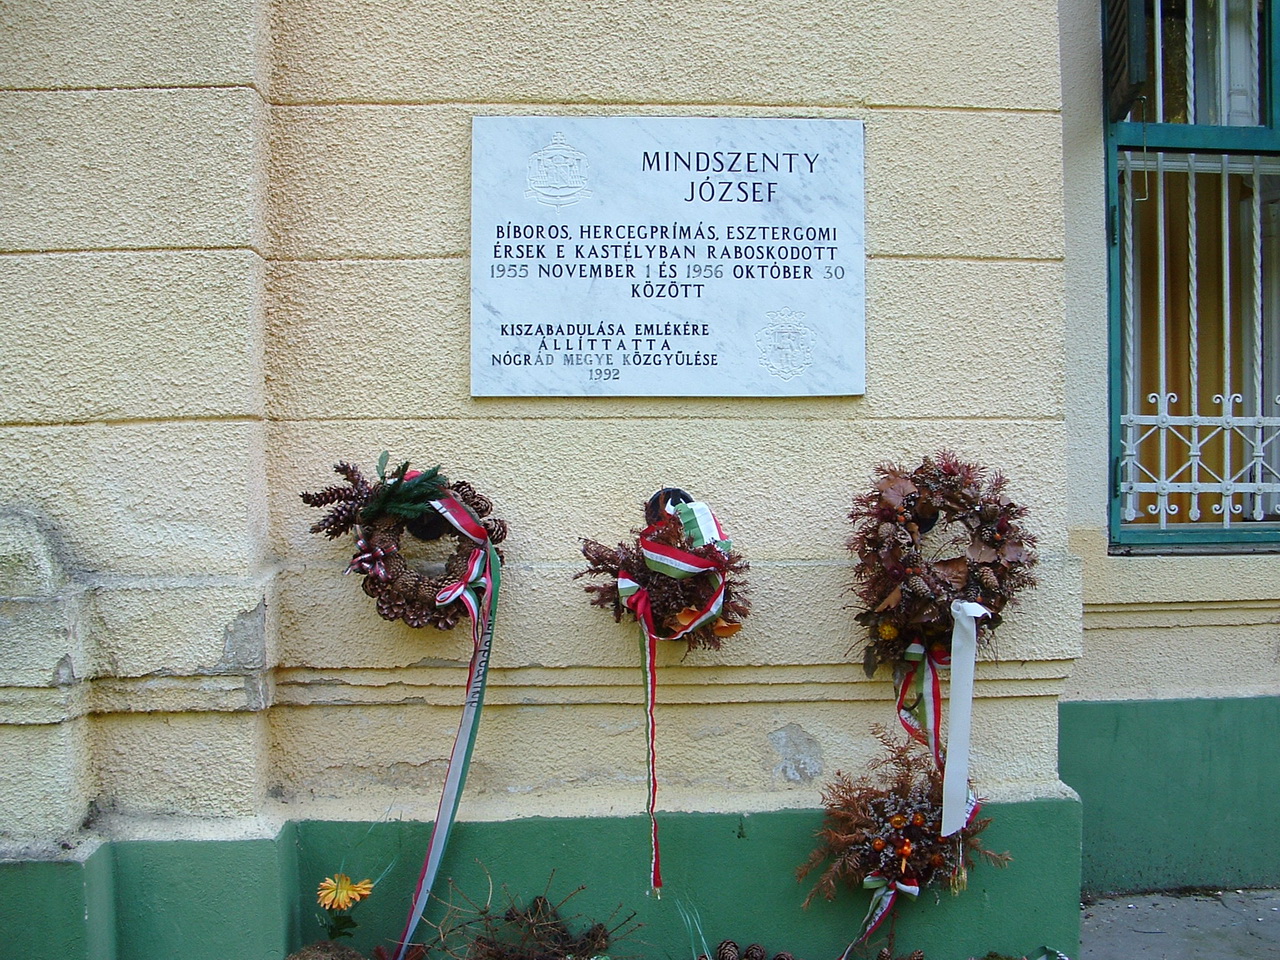 MINDSZENTY
JÓZSEF
BÍBOROS, HERCEGPRÍMÁS, ESZTERGOMI
ÉRSEK E KASTÉLYBAN RABOSKODOTT
1955 NOVEMBER 1 ÉS 1956 OKTÓBER 30
KÖZÖTT
KISZABADULÁSA EMLÉKÉRE
ÁLLÍTTATTA
NÓGRÁD MEGYE KÖZGYŰLÉSE
1992